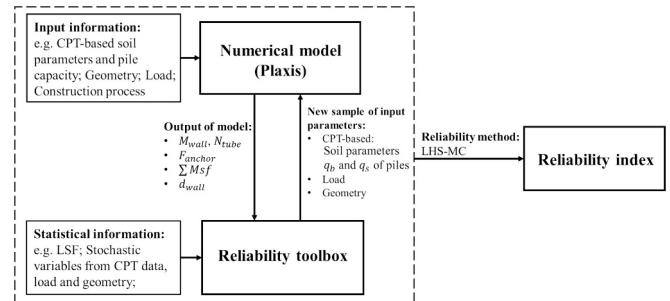 Input information:
e.g. CPT-based soil
parameters and pile
capacity; Geometry; Load;
Construction process
Numerical model
(Plaxis)
Output of model:
• M_wall, N_tube
• F_anchor
• ∑ Msf
• d_wall
New sample of input
parameters:
• CPT-based:
Soil parameters
q_b and q_s of piles
• Load
• Geometry
Reliability method:
LHS-MC
Reliability index
Statistical information:
e.g. LSF; Stochastic
variables from CPT data,
load and geometry;
Reliability toolbox